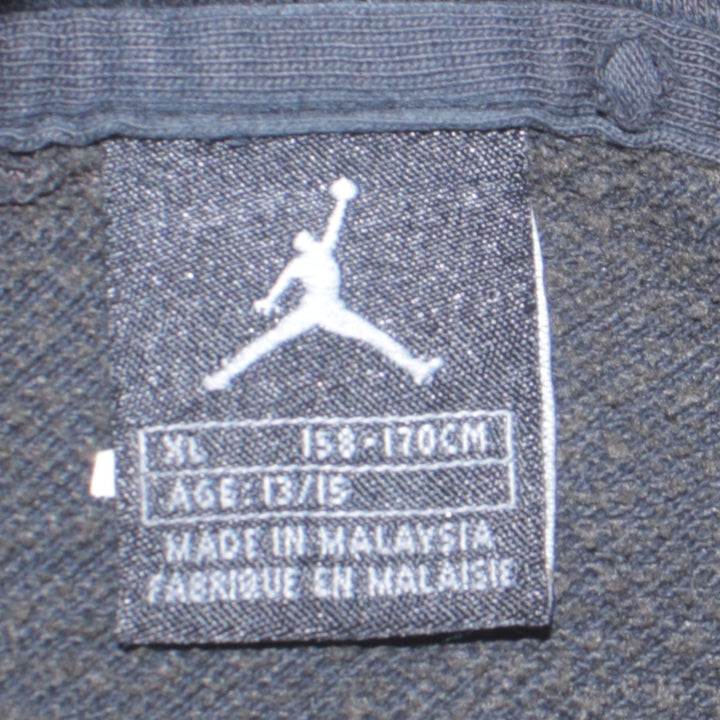 XL 158-170CM
AGE: 13/15
MADE IN MALAYSIA
FABRIQUE EN MALAISIE